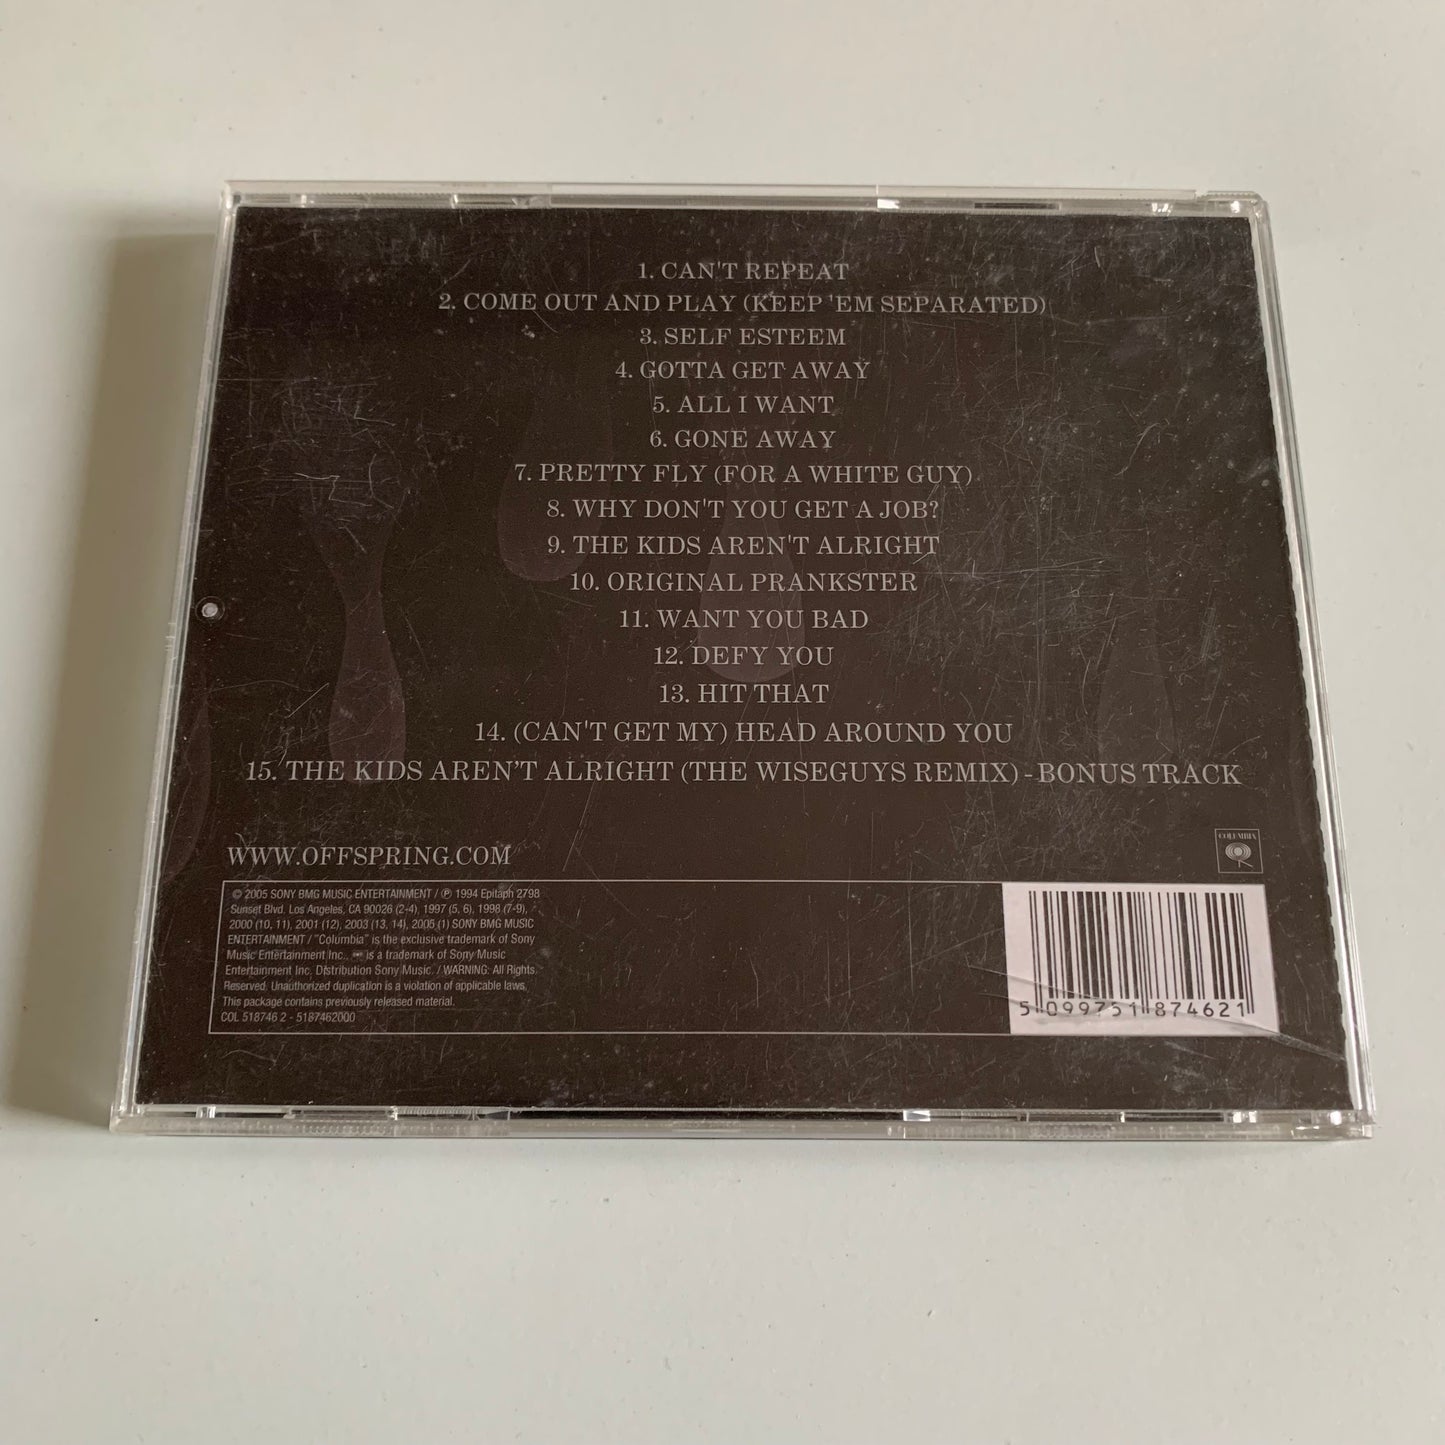 1. CAN'T REPEAT
2. COME OUT AND PLAY (KEEP 'EM SEPARATED)
3. SELF ESTEEM
4. GOTTA GET AWAY
5. ALL I WANT
6. GONE AWAY
7. PRETTY FLY (FOR A WHITE GUY)
8. WHY DON'T YOU GET A JOB?
9. THE KIDS AREN'T ALRIGHT
10. ORIGINAL PRANKSTER
11. WANT YOU BAD
12. DEFY YOU
13. HIT THAT
14. (CAN'T GET MY) HEAD AROUND YOU
15. THE KIDS AREN'T ALRIGHT (THE WISEGUYS REMIX) - BONUS TRACK
COLUMBIA
WWW.OFFSPRING.COM
© 2005 SONY BMG MUSIC ENTERTAINMENT / ℗ 1994 Epitaph 2798
Sunset Blvd. Los Angeles, CA 90026 (2-4), 1997 (5, 6), 1998 (7-9),
2000 (10, 11), 2001 (12), 2003 (13, 14), 2005 (1) SONY BMG MUSIC
ENTERTAINMENT / "Columbia" is the exclusive trademark of Sony
Music Entertainment Inc., is a trademark of Sony Music
Entertainment Inc. Distribution Sony Music. / WARNING: All Rights
Reserved. Unauthorized duplication is a violation of applicable laws.
This package contains previously released material.
COL 518746 2 - 5187462000
5 099751 874621